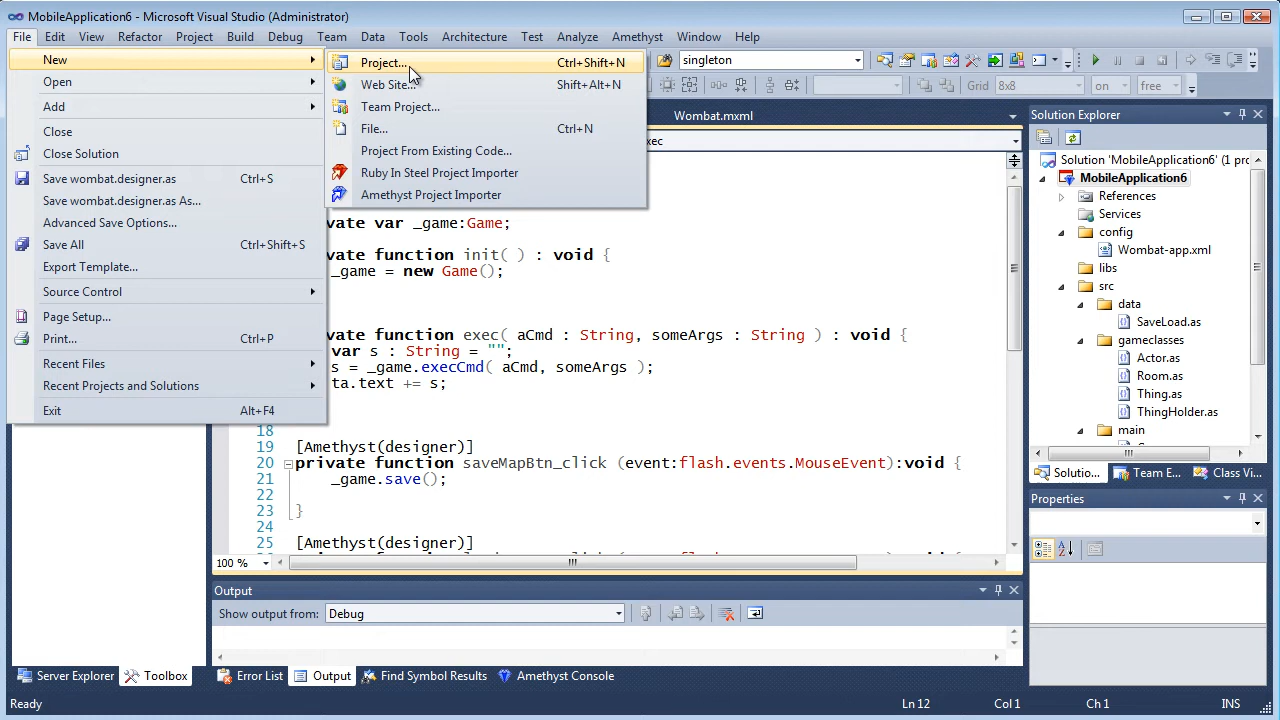 MobileApplication6 - Microsoft Visual Studio (Administrator)
File Edit View Refactor Project Build Debug Team Data Tools Architecture Test Analyze Amethyst Window Help
New
Open
Add
Close
Close Solution
Save wombat.designer.as Ctrl+S
Save wombat.designer.as As...
Advanced Save Options...
Save All Ctrl+Shift+S
Export Template...
Source Control
Page Setup...
Print... Ctrl+P
Recent Files
Recent Projects and Solutions
Exit Alt+F4
Project... Ctrl+Shift+N
Web Site... Shift+Alt+N
Team Project...
File... Ctrl+N
Project From Existing Code...
Ruby In Steel Project Importer
Amethyst Project Importer
singleton
Grid 8x8 on free
Wombat.mxml
exec
vate var _game:Game;
vate function init( ) : void {
_game = new Game();
vate function exec( aCmd : String, someArgs : String ) : void {
var s : String = "";
s = _game.execCmd( aCmd, someArgs );
ta.text += s;
18
19 [Amethyst(designer)]
20 private function saveMapBtn_click (event:flash.events.MouseEvent):void {
21 _game.save();
22
23 }
24
25 [Amethyst(designer)]
100 %
Output
Show output from: Debug
Solution Explorer
Solution 'MobileApplication6' (1 pro
MobileApplication6
References
Services
config
Wombat-app.xml
libs
src
data
SaveLoad.as
gameclasses
Actor.as
Room.as
Thing.as
ThingHolder.as
main
Solutio... Team E... Class Vi...
Properties
Server Explorer Toolbox Error List Output Find Symbol Results Amethyst Console
Ready Ln 12 Col 1 Ch 1 INS